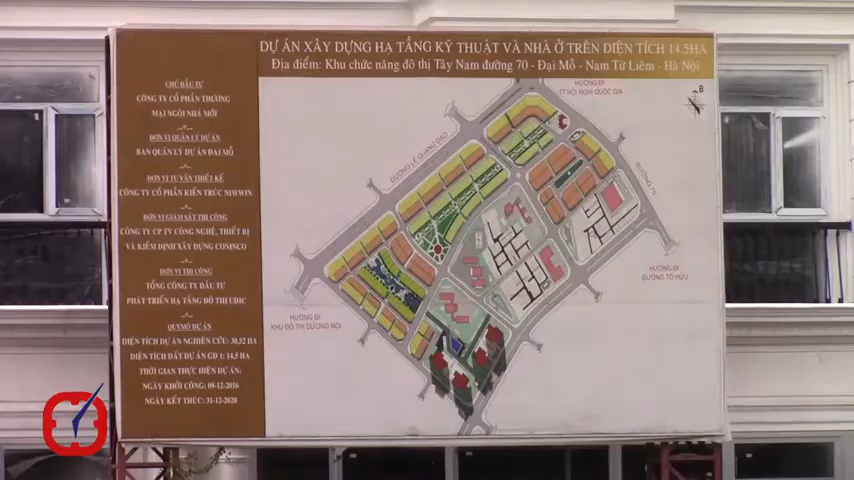 DỰ ÁN XÂY DỰNG HẠ TẦNG KỸ THUẬT VÀ NHÀ Ở TRÊN DIỆN TÍCH 14.5HA
Địa điểm: Khu chức năng đô thị Tây Nam đường 70 - Đại Mỗ - Nam Từ Liêm - Hà Nội
CHỦ ĐẦU TƯ
CÔNG TY CỔ PHẦN THƯƠNG
MẠI NGÔI NHÀ MỚI
ĐƠN VỊ QUẢN LÝ DỰ ÁN
BAN QUẢN LÝ DỰ ÁN ĐẠI MỖ
ĐƠN VỊ TƯ VẤN THIẾT KẾ
CÔNG TY CỔ PHẦN KIẾN TRÚC NIWWIN
ĐƠN VỊ GIÁM SÁT THI CÔNG
CÔNG TY CP TV CÔNG NGHỆ, THIẾT BỊ
VÀ KIỂM ĐỊNH XÂY DỰNG CONINCO
ĐƠN VỊ THI CÔNG
TỔNG CÔNG TY ĐẦU TƯ
PHÁT TRIỂN HẠ TẦNG ĐÔ THỊ UDIC
QUY MÔ DỰ ÁN
DIỆN TÍCH DỰ ÁN NGHIÊN CỨU: 30,52 HA
DIỆN TÍCH ĐẤT DỰ ÁN GĐ 1: 14,5 HA
THỜI GIAN THỰC HIỆN DỰ ÁN:
NGÀY KHỞI CÔNG: 09-12-2016
NGÀY KẾT THÚC: 31-12-2020
HƯỚNG ĐI
TT HỘI NGHỊ QUỐC GIA
B
ĐƯỜNG LÊ QUANG ĐẠO
ĐƯỜNG 70
HƯỚNG ĐI
ĐƯỜNG TỐ HỮU
HƯỚNG ĐI
KHU ĐÔ THỊ DƯƠNG NỘI